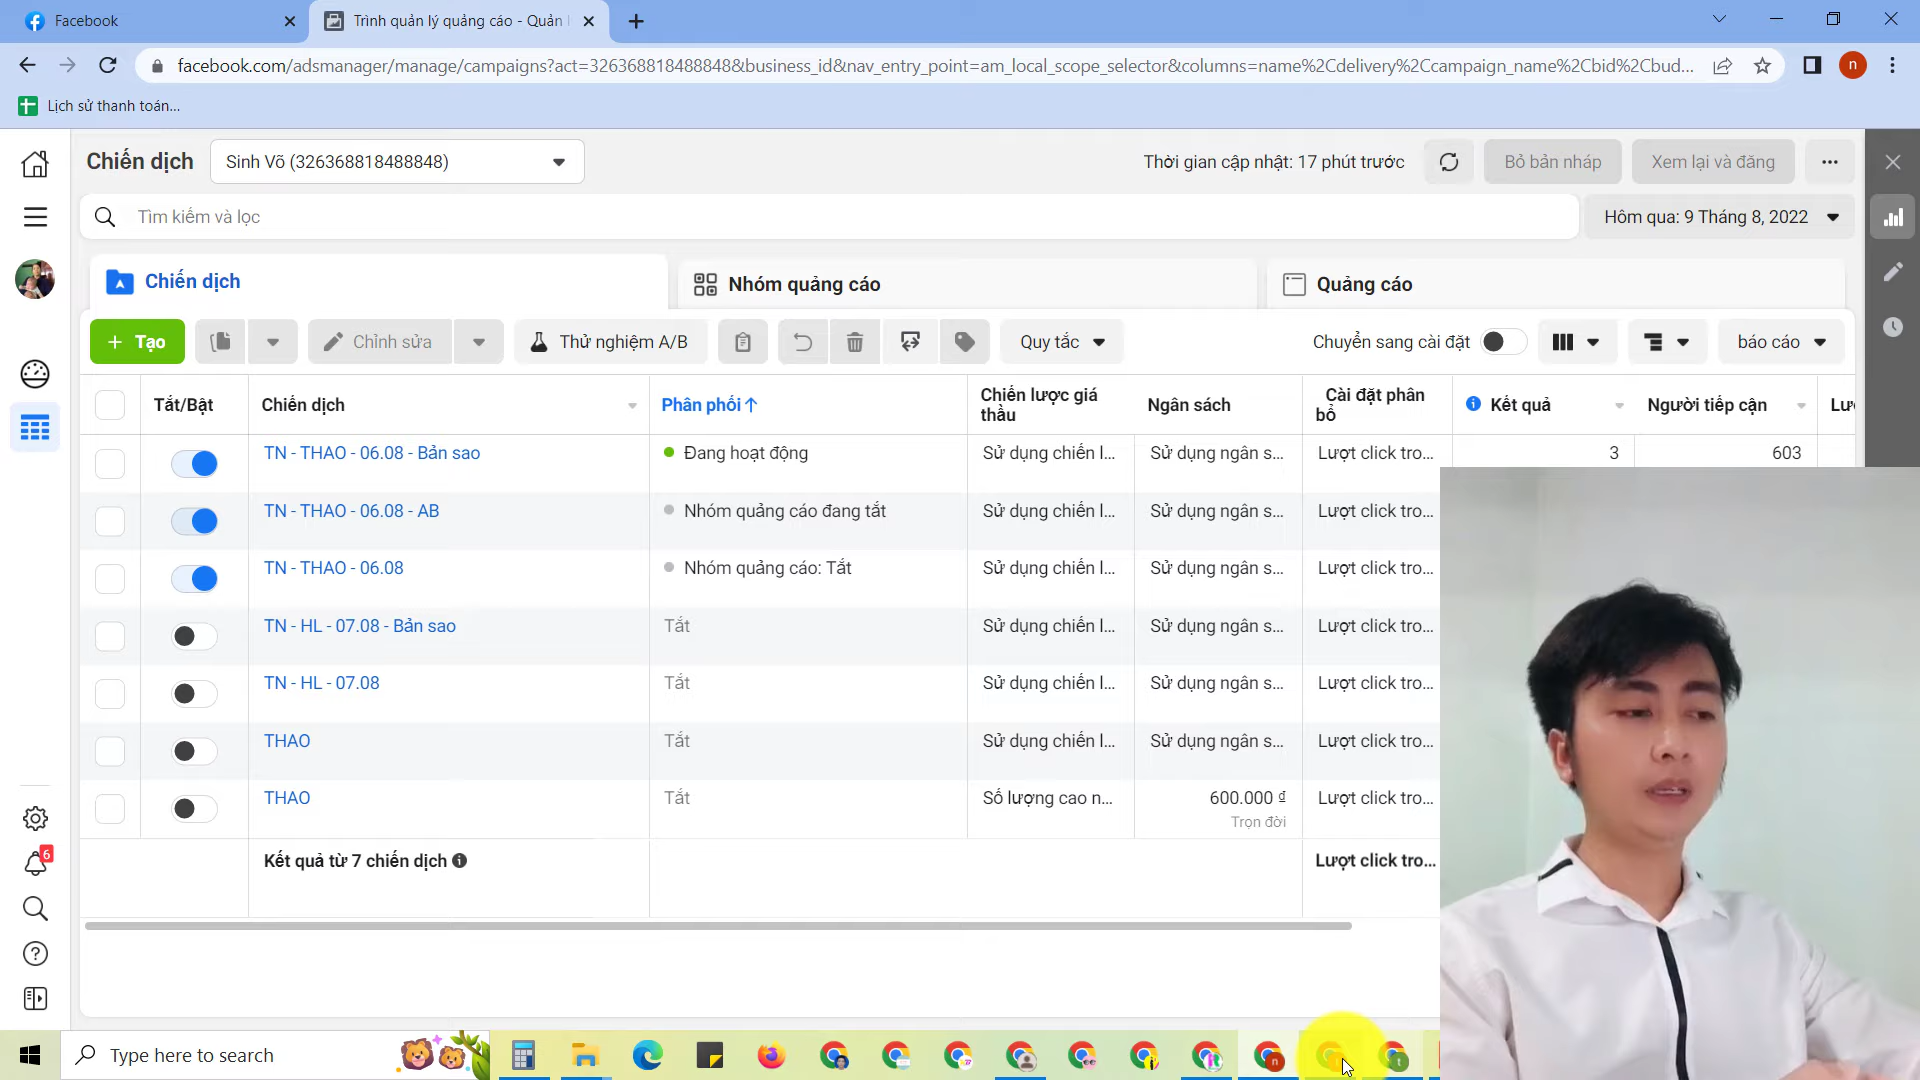 Facebook
Trình quản lý quảng cáo - Quản
facebook.com/adsmanager/manage/campaigns?act=326368818488848&business_id&nav_entry_point=am_local_scope_selector&columns=name%2Cdelivery%2Ccampaign_name%2Cbid%2Cbud...
n
Lịch sử thanh toán...
Chiến dịch
Sinh Võ (326368818488848)
Thời gian cập nhật: 17 phút trước
Bỏ bản nháp
Xem lại và đăng
Tìm kiếm và lọc
Hôm qua: 9 Tháng 8, 2022
Chiến dịch
Nhóm quảng cáo
Quảng cáo
+ Tạo
Chỉnh sửa
Thử nghiệm A/B
Quy tắc
Chuyển sang cài đặt
báo cáo
Tắt/Bật
Chiến dịch
Phân phối↑
Chiến lược giá thầu
Ngân sách
Cài đặt phân bổ
Kết quả
Người tiếp cận
Lư
TN - THAO - 06.08 - Bản sao
Đang hoạt động
Sử dụng chiến l...
Sử dụng ngân s...
Lượt click tro...
3
603
TN - THAO - 06.08 - AB
Nhóm quảng cáo đang tắt
Sử dụng chiến l...
Sử dụng ngân s...
Lượt click tro...
TN - THAO - 06.08
Nhóm quảng cáo: Tắt
Sử dụng chiến l...
Sử dụng ngân s...
Lượt click tro...
TN - HL - 07.08 - Bản sao
Tắt
Sử dụng chiến l...
Sử dụng ngân s...
Lượt click tro...
TN - HL - 07.08
Tắt
Sử dụng chiến l...
Sử dụng ngân s...
Lượt click tro...
THAO
Tắt
Sử dụng chiến l...
Sử dụng ngân s...
Lượt click tro...
THAO
Tắt
Số lượng cao n...
600.000 ₫
Trọn đời
Lượt click tro...
Kết quả từ 7 chiến dịch
Lượt click tro...
6
Type here to search
n
t